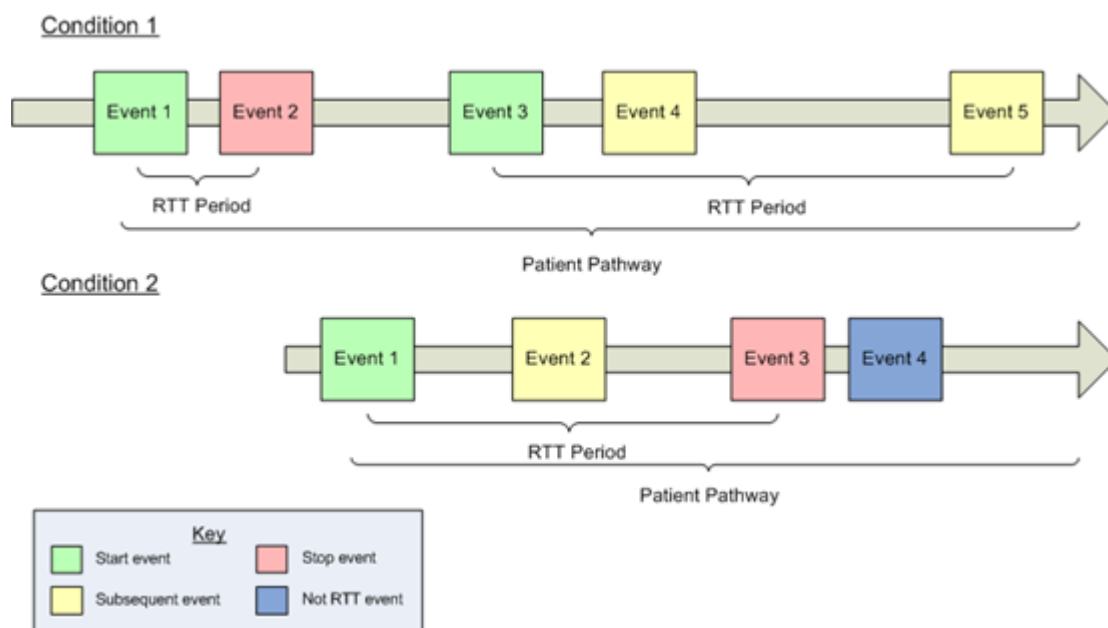 Condition 1
Event 1 Event 2 Event 3 Event 4 Event 5
RTT Period RTT Period
Patient Pathway
Condition 2
Event 1 Event 2 Event 3 Event 4
RTT Period
Patient Pathway
Key
Start event Stop event
Subsequent event Not RTT event